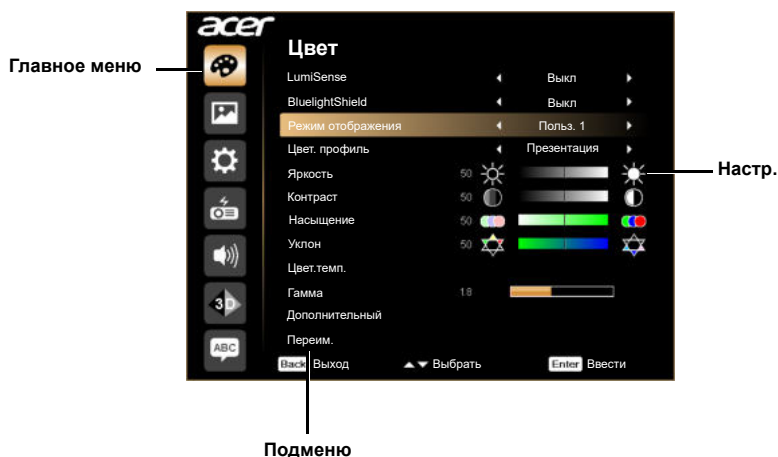 acer
Цвет
Главное меню
LumiSense Выкл
BluelightShield Выкл
Режим отображения Польз. 1
Цвет. профиль Презентация
Яркость 50
Настр.
Контраст 50
Насыщение 50
Уклон 50
Цвет.темп.
Гамма 1.8
3D
Дополнительный
Переим.
ABC
Back Выход Выбрать Enter Ввести
Подменю